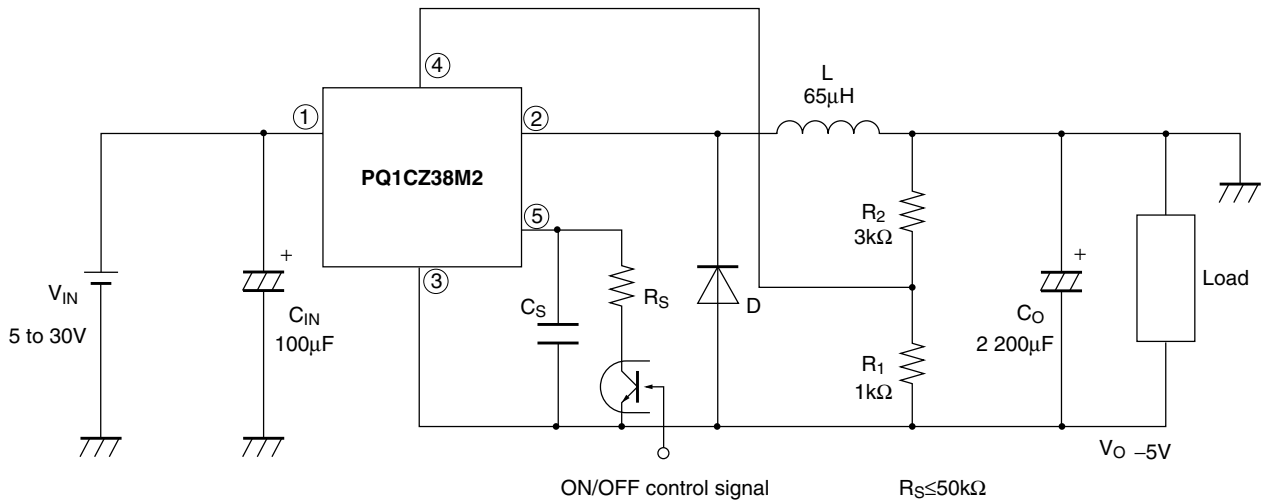 ④
L
65μH
①
②
PQ1CZ38M2
⑤
R2
3kΩ
③
+
+
VIN
5 to 30V
CIN
100μF
CS
RS
D
CO
2 200μF
Load
R1
1kΩ
VO –5V
ON/OFF control signal
RS≤50kΩ